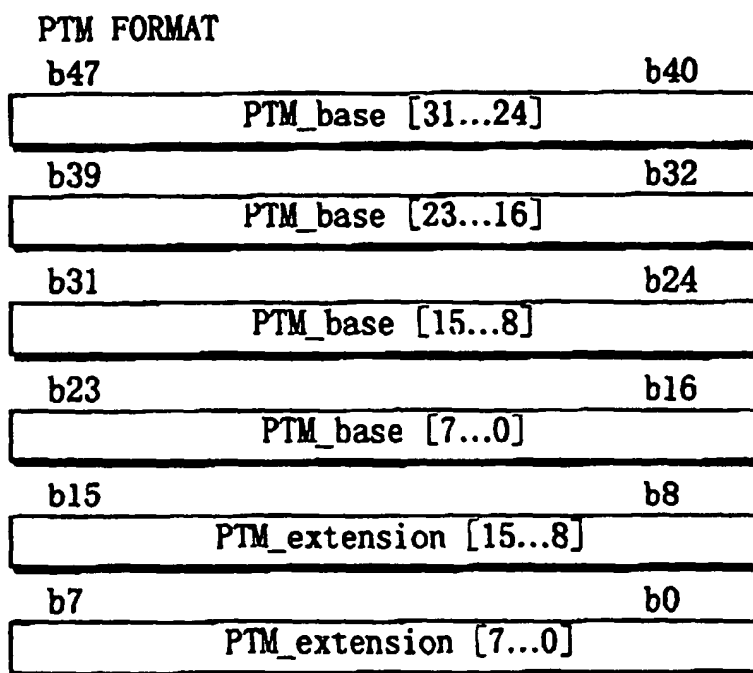 PTM FORMAT
b47 b40
PTM_base [31...24]
b39 b32
PTM_base [23...16]
b31 b24
PTM_base [15...8]
b23 b16
PTM_base [7...0]
b15 b8
PTM_extension [15...8]
b7 b0
PTM_extension [7...0]